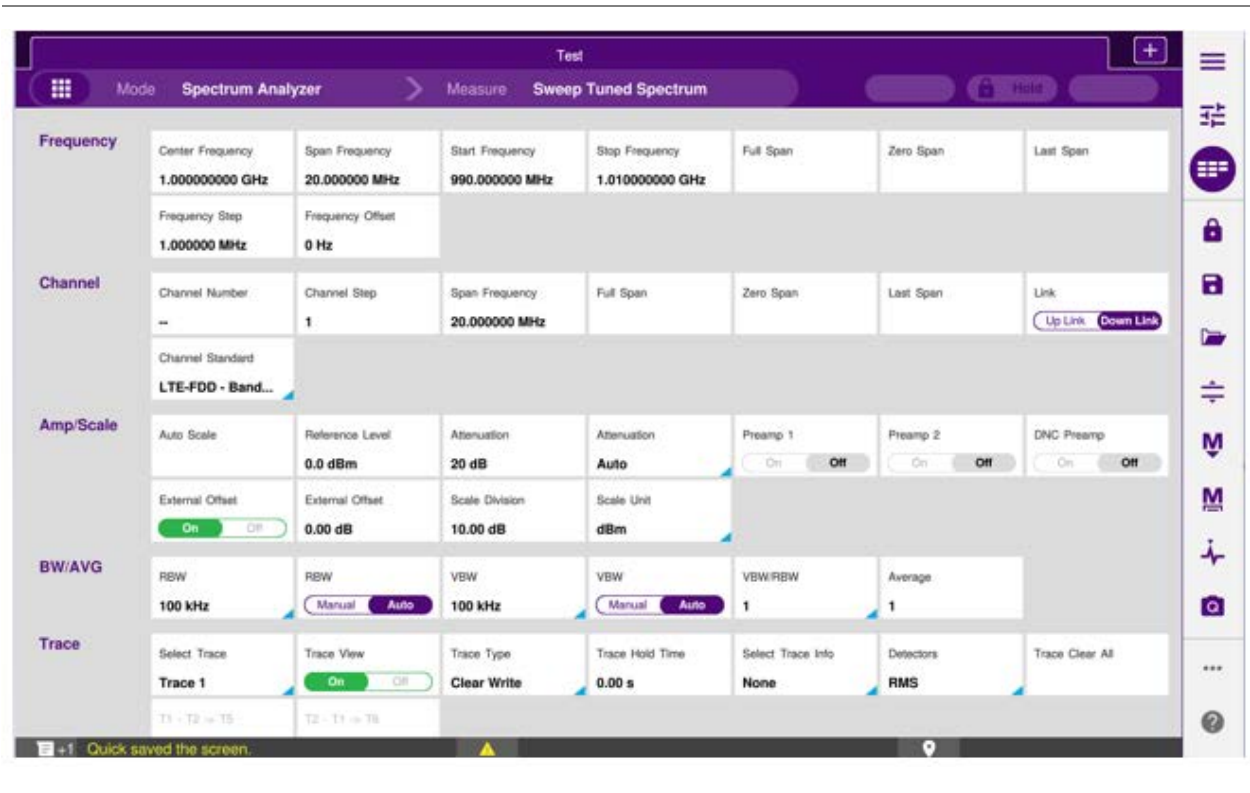 Test
Mode Spectrum Analyzer Measure Sweep Tuned Spectrum Hold
Frequency
Center Frequency Span Frequency Start Frequency Stop Frequency Full Span Zero Span Last Span
1.000000000 GHz 20.000000 MHz 990.000000 MHz 1.010000000 GHz
Frequency Step Frequency Offset
1.000000 MHz 0 Hz
Channel
Channel Number Channel Step Span Frequency Full Span Zero Span Last Span Link
-- 1 20.000000 MHz Up Link Down Link
Channel Standard
LTE-FDD - Band...
Amp/Scale
Auto Scale Reference Level Attenuation Attenuation Preamp 1 Preamp 2 DNC Preamp
0.0 dBm 20 dB Auto On Off On Off On Off
External Offset External Offset Scale Division Scale Unit
On Off 0.00 dB 10.00 dB dBm
BW/AVG
RBW RBW VBW VBW VBW/RBW Average
100 kHz Manual Auto 100 kHz Manual Auto 1 1
Trace
Select Trace Trace View Trace Type Trace Hold Time Select Trace Info Detectors Trace Clear All
Trace 1 On Off Clear Write 0.00 s None RMS
T1 - T2 -> T5 T2 - T1 -> T6
+1 Quick saved the screen.